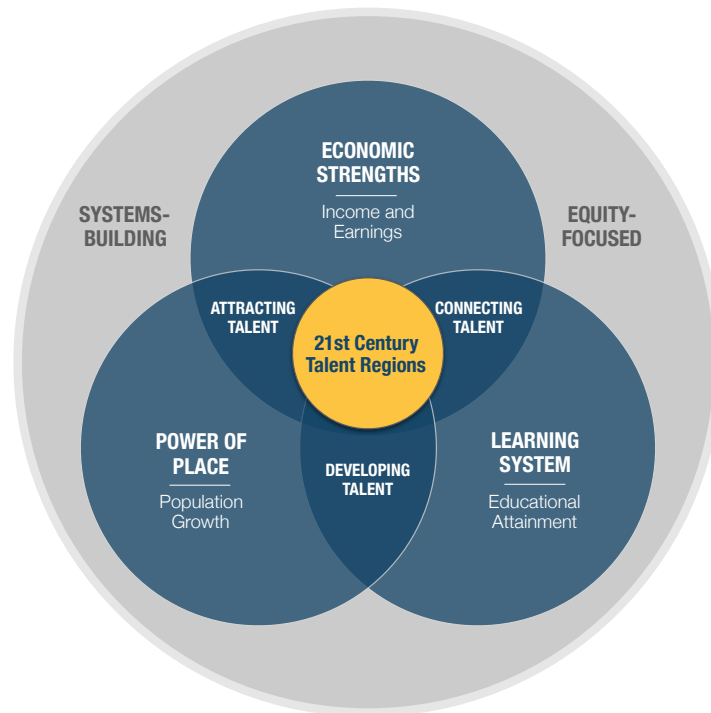 ECONOMIC
STRENGTHS
Income and
Earnings
SYSTEMS-
BUILDING
EQUITY-
FOCUSED
ATTRACTING
TALENT
CONNECTING
TALENT
21st Century
Talent Regions
POWER OF
PLACE
Population
Growth
DEVELOPING
TALENT
LEARNING
SYSTEM
Educational
Attainment